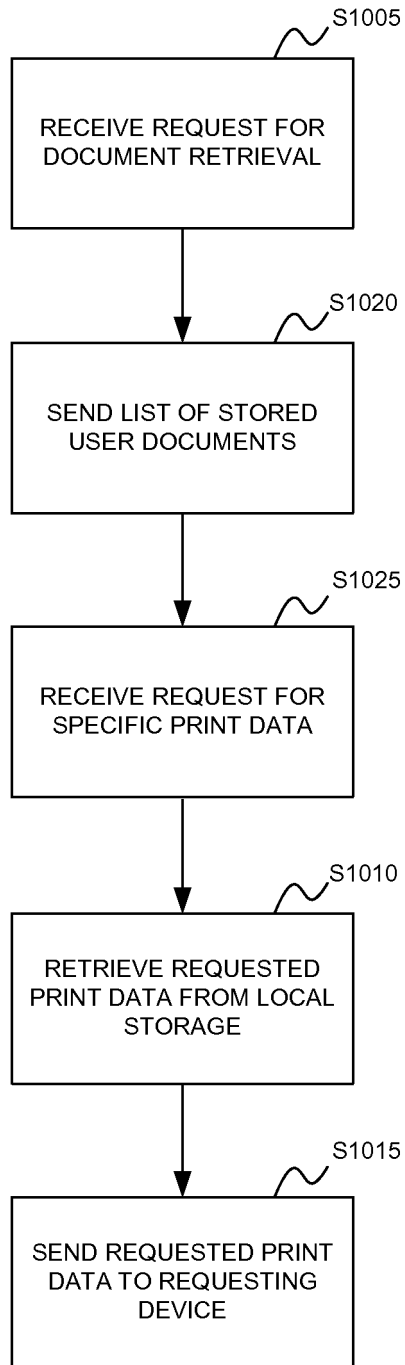 S1005
RECEIVE REQUEST FOR
DOCUMENT RETRIEVAL
S1020
SEND LIST OF STORED
USER DOCUMENTS
S1025
RECEIVE REQUEST FOR
SPECIFIC PRINT DATA
S1010
RETRIEVE REQUESTED
PRINT DATA FROM LOCAL
STORAGE
S1015
SEND REQUESTED PRINT
DATA TO REQUESTING
DEVICE